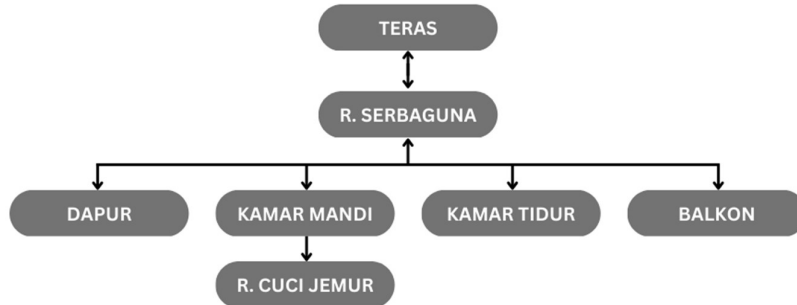 TERAS
R. SERBAGUNA
DAPUR
KAMAR MANDI
KAMAR TIDUR
BALKON
R. CUCI JEMUR